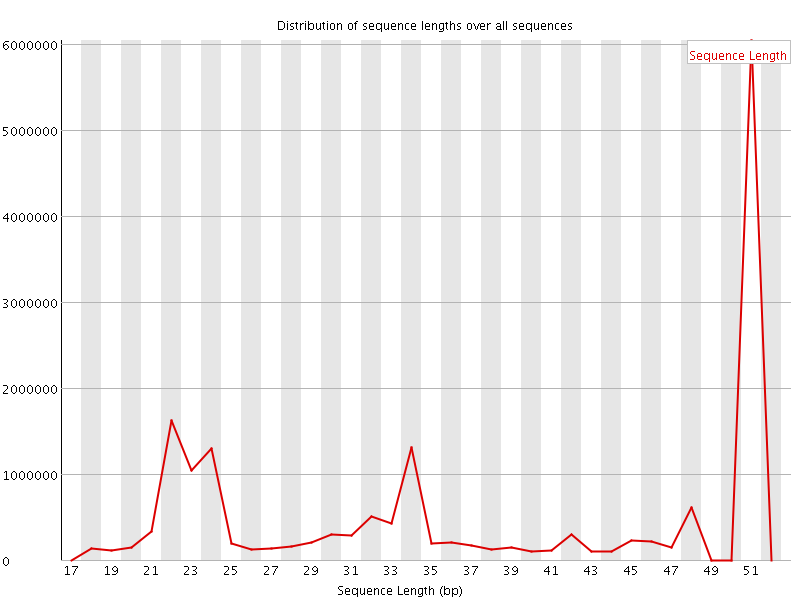 Distribution of sequence lengths over all sequences
6000000
Sequence Length
5000000
4000000
3000000
2000000
1000000
0
17 19 21 23 25 27 29 31 33 35 37 39 41 43 45 47 49 51
Sequence Length (bp)